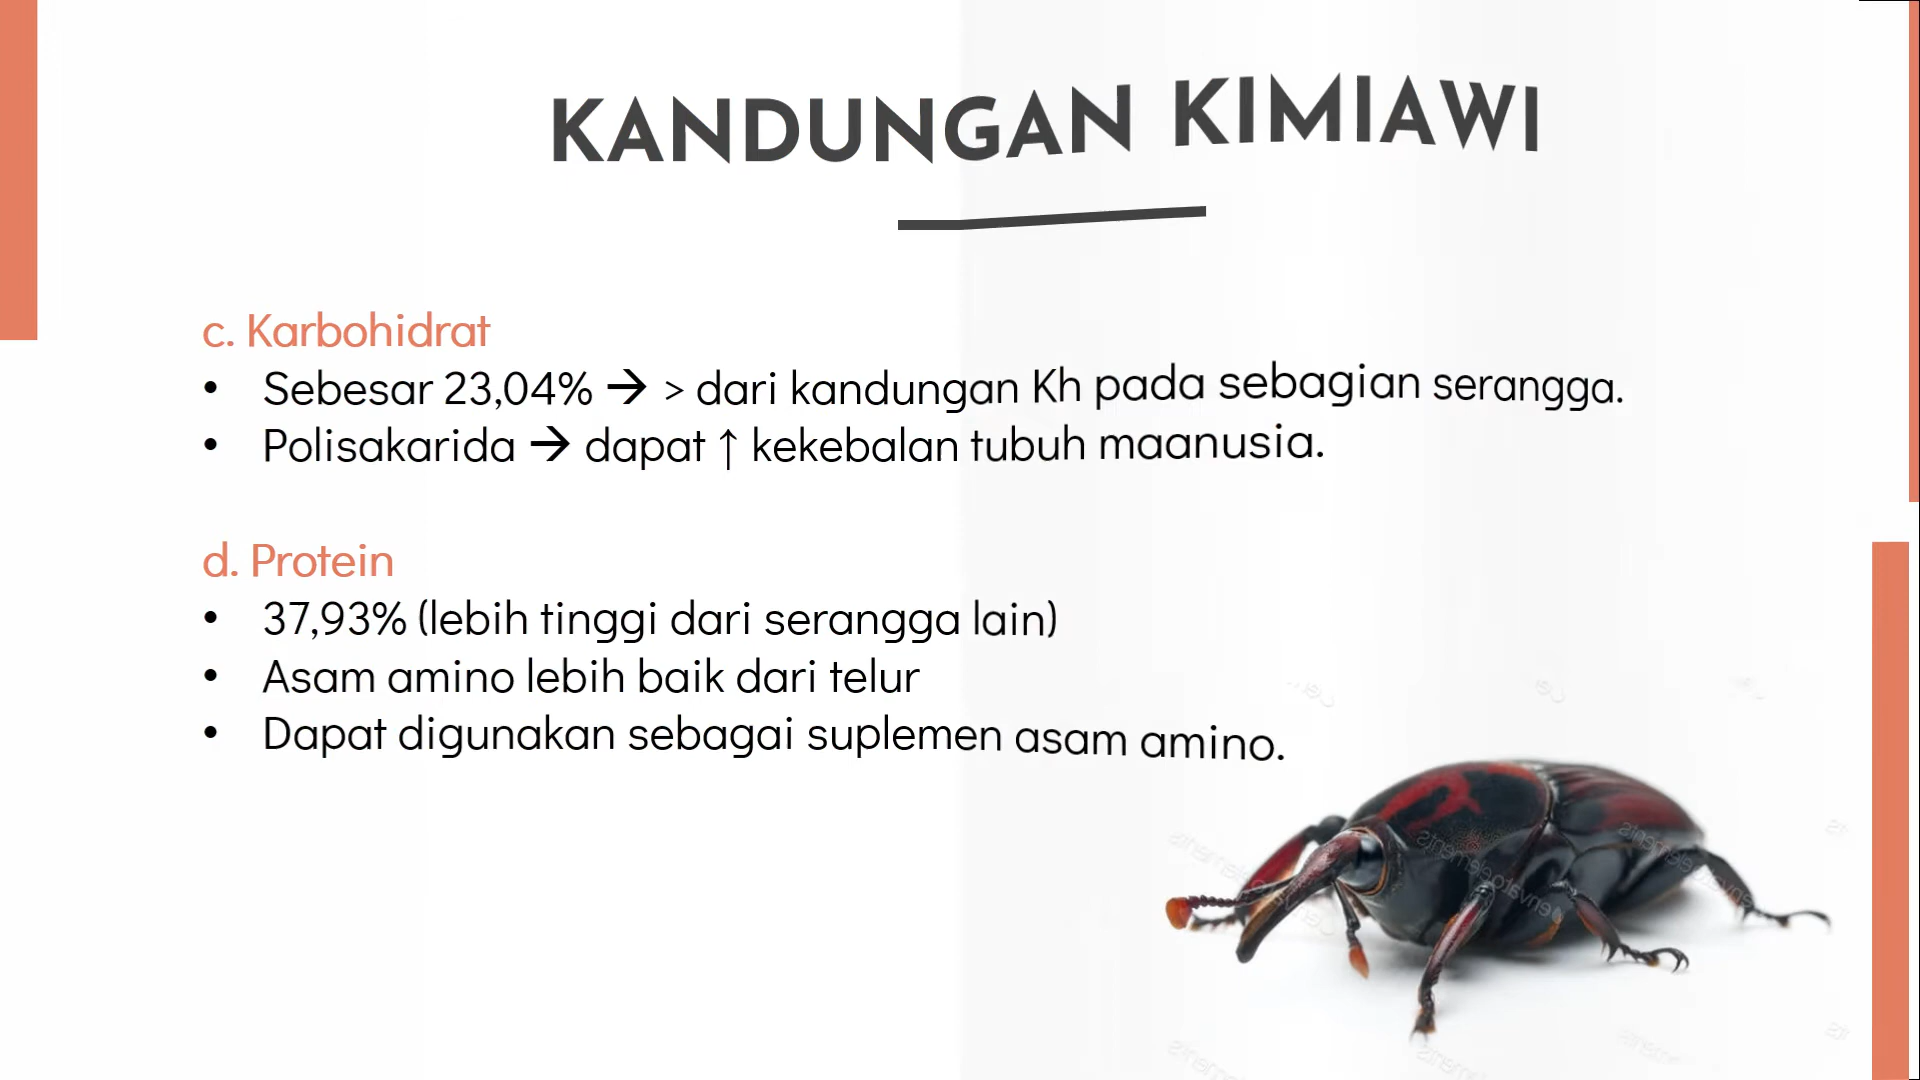 KANDUNGAN KIMIAWI
c. Karbohidrat
• Sebesar 23,04% → > dari kandungan Kh pada sebagian serangga.
• Polisakarida → dapat ↑ kekebalan tubuh maanusia.
d. Protein
• 37,93% (lebih tinggi dari serangga lain)
• Asam amino lebih baik dari telur
• Dapat digunakan sebagai suplemen asam amino.